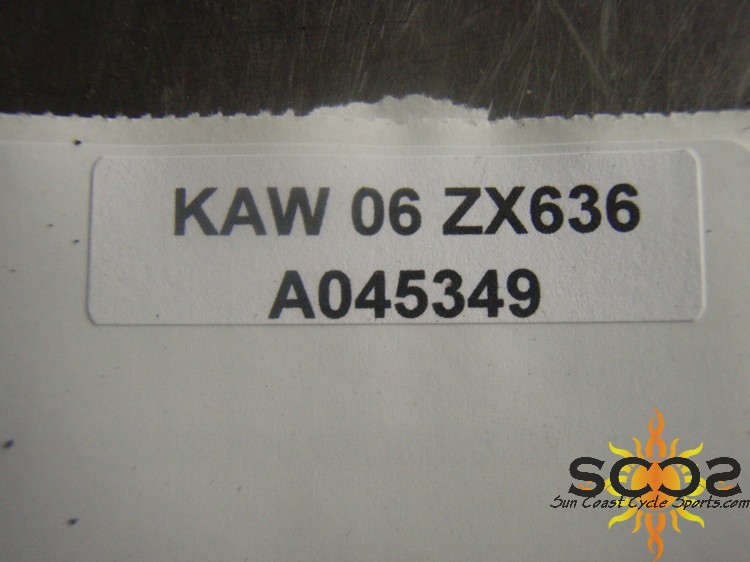 KAW 06 ZX636
A045349
SCCS
Sun Coast Cycle Sports.com